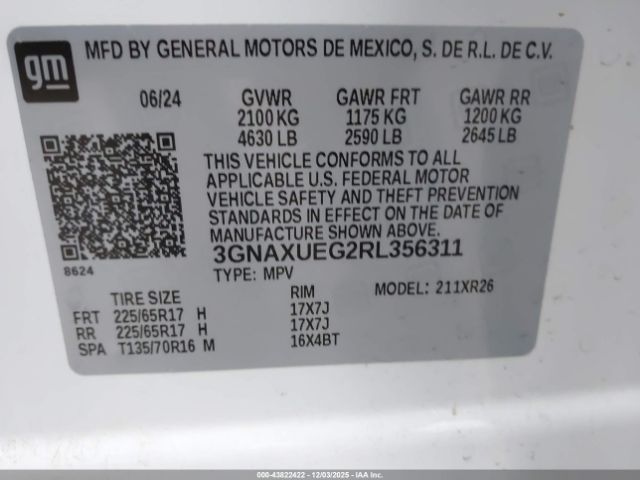 gm
MFD BY GENERAL MOTORS DE MEXICO, S. DE R.L. DE C.V.
06/24 GVWR GAWR FRT GAWR RR
2100 KG 1175 KG 1200 KG
4630 LB 2590 LB 2645 LB
THIS VEHICLE CONFORMS TO ALL
APPLICABLE U.S. FEDERAL MOTOR
VEHICLE SAFETY AND THEFT PREVENTION
STANDARDS IN EFFECT ON THE DATE OF
MANUFACTURE SHOWN ABOVE.
3GNAXUEG2RL356311
8624
TYPE: MPV MODEL: 211XR26
TIRE SIZE RIM
FRT 225/65R17 H 17X7J
RR 225/65R17 H 17X7J
SPA T135/70R16 M 16X4BT
000-43822422 - 12/03/2025 - IAA Inc.